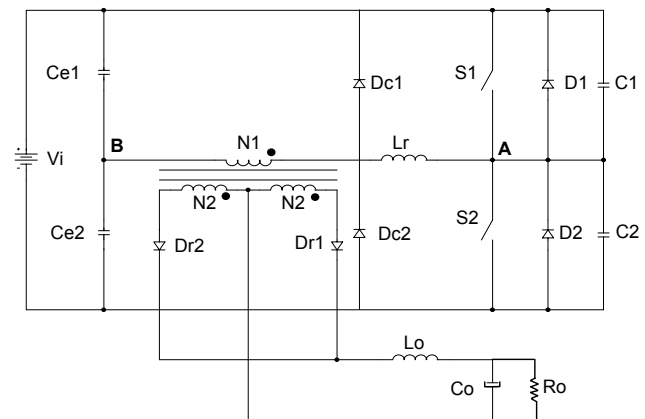 Ce1
Dc1
S1
D1
C1
Vi
B
N1
Lr
A
N2
N2
Ce2
Dr2
Dr1
Dc2
S2
D2
C2
Lo
Co
Ro